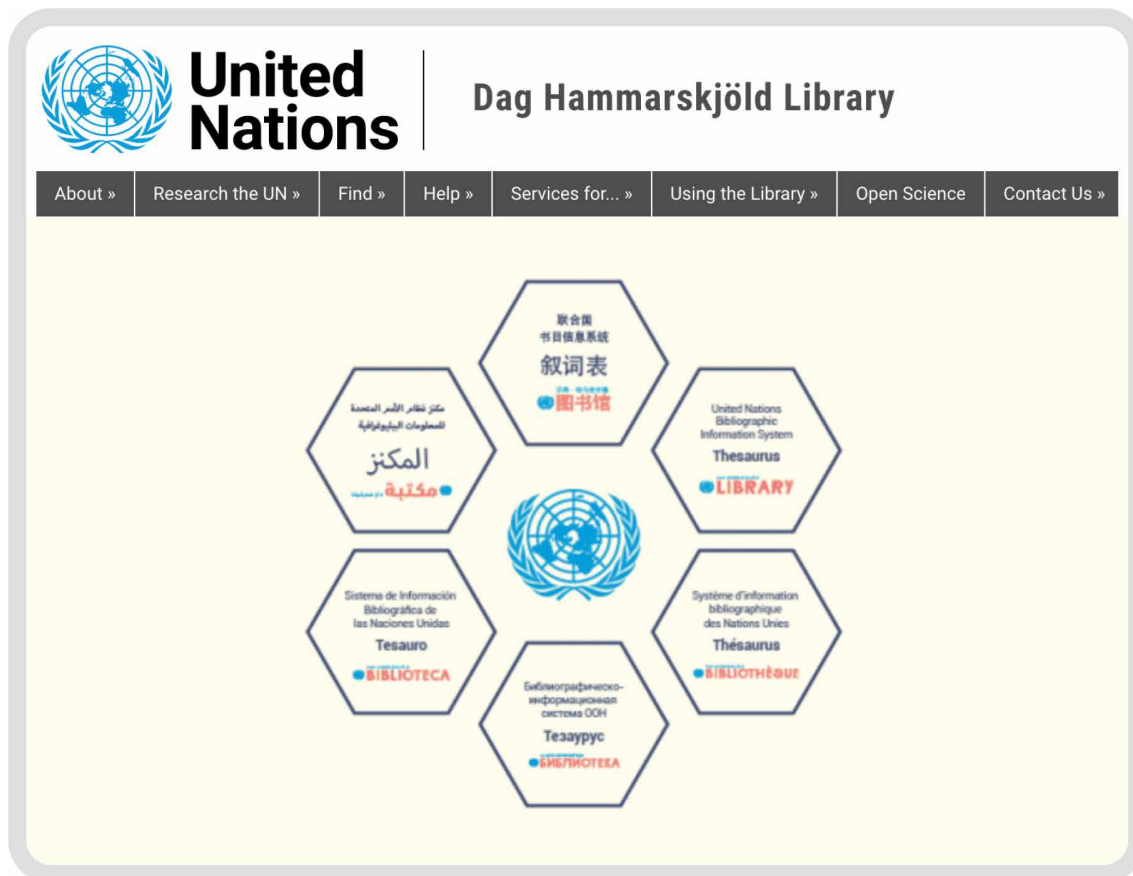 United
Nations
Dag Hammarskjöld Library
About »
Research the UN »
Find »
Help »
Services for... »
Using the Library »
Open Science
Contact Us »
联合国
书目信息系统
叙词表
图书馆
مكنز نظام الأمم المتحدة
للمعلومات الببليوغرافية
المكنز
مكتبة
United Nations
Bibliographic
Information System
Thesaurus
LIBRARY
Sistema de Información
Bibliográfica de
las Naciones Unidas
Tesauro
BIBLIOTECA
Système d'information
bibliographique
des Nations Unies
Thésaurus
BIBLIOTHÈQUE
Библиографическо-
информационная
система ООН
Тезаурус
БИБЛИОТЕКА